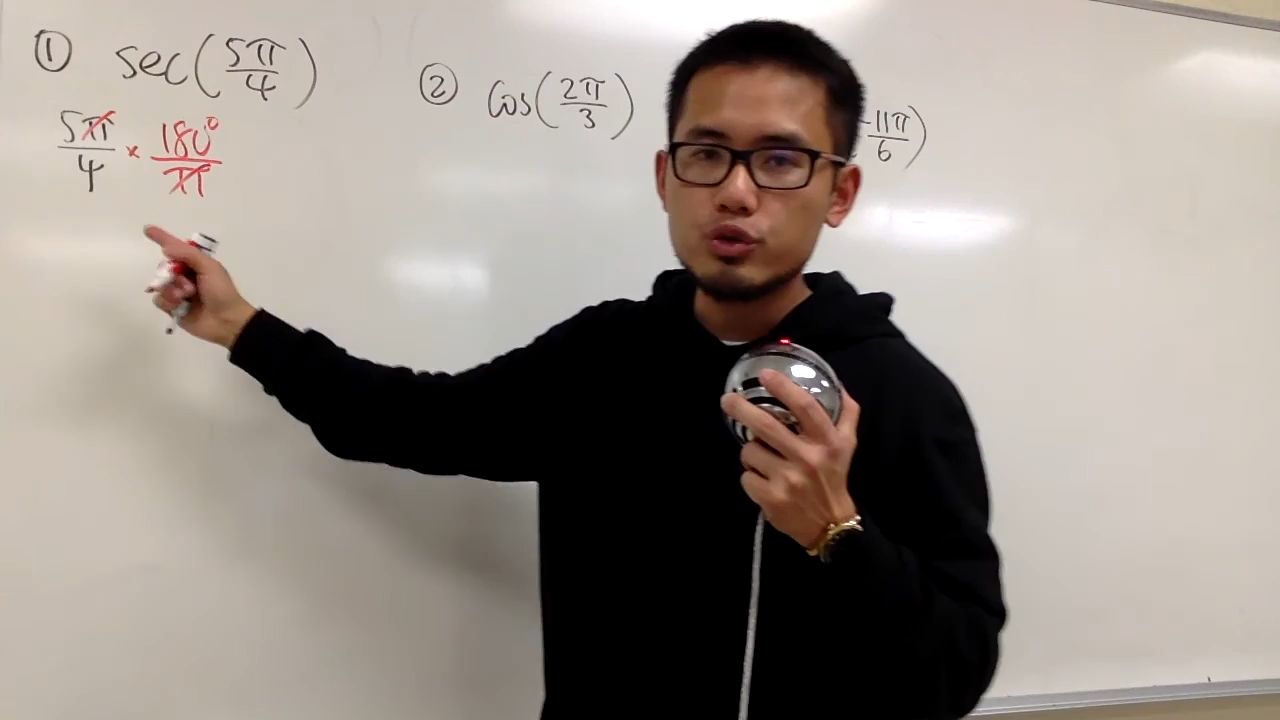 ① sec(5π/4)
5π/4 × 180°/π
② cos(2π/3)
-11π/6)